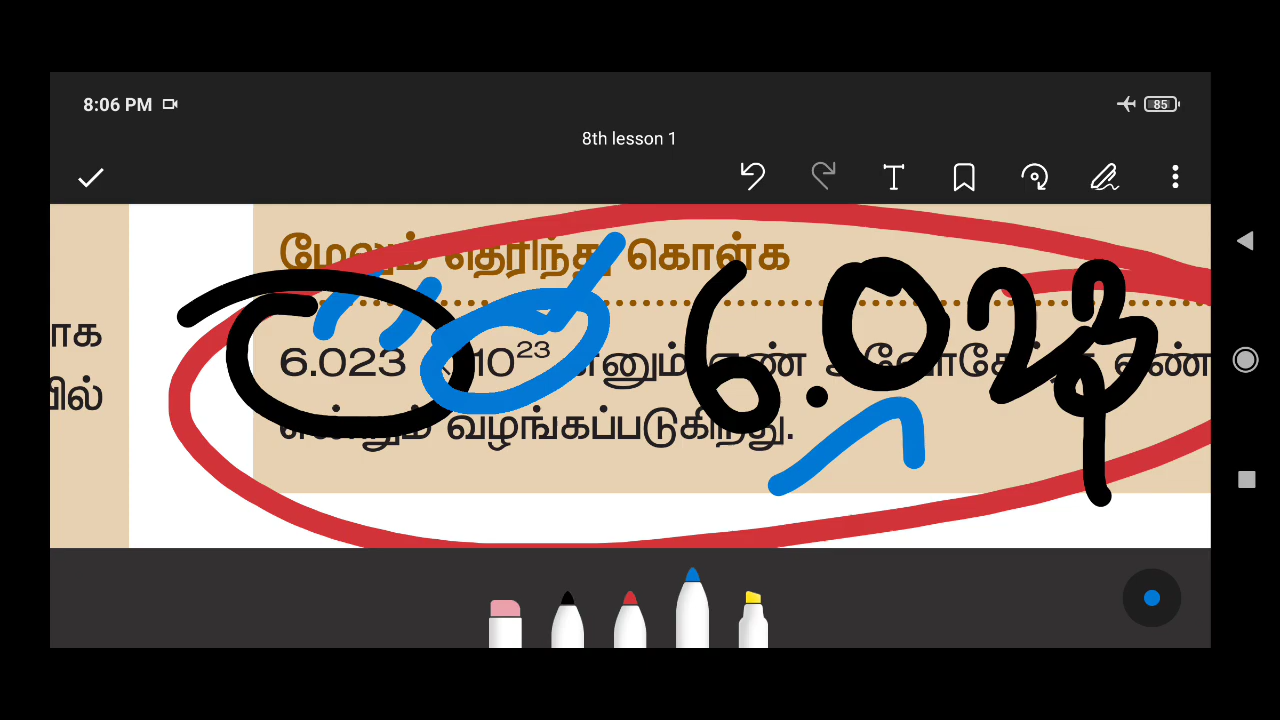 8:06 PM
85
8th lesson 1
மேலும் தெரிந்து கொள்க
ாக
6.023 × 10²³ எனும் எண் அவோகேட்ரா எண்
யில்
என்றும் வழங்கப்படுகிறது.
6.023